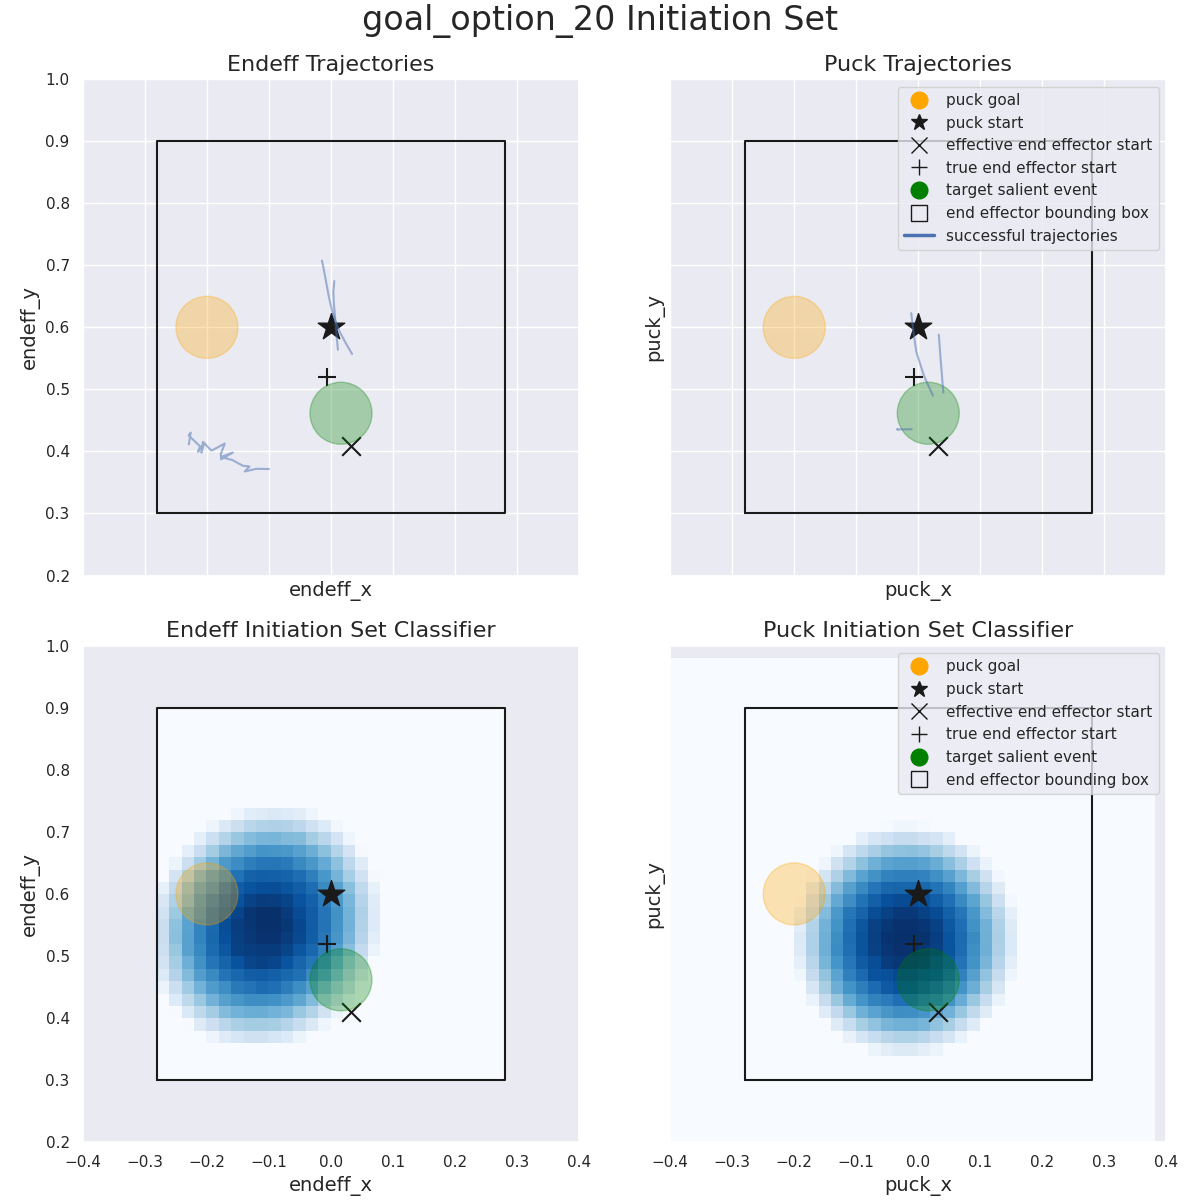 goal_option_20 Initiation Set
Endeff Trajectories
1.0
0.9
0.8
0.7
0.6
0.5
0.4
0.3
0.2
endeff_y
endeff_x
Puck Trajectories
puck goal
puck start
effective end effector start
true end effector start
target salient event
end effector bounding box
successful trajectories
puck_y
puck_x
Endeff Initiation Set Classifier
1.0
0.9
0.8
0.7
0.6
0.5
0.4
0.3
0.2
endeff_y
−0.4 −0.3 −0.2 −0.1 0.0 0.1 0.2 0.3 0.4
endeff_x
Puck Initiation Set Classifier
puck goal
puck start
effective end effector start
true end effector start
target salient event
end effector bounding box
puck_y
−0.4 −0.3 −0.2 −0.1 0.0 0.1 0.2 0.3 0.4
puck_x